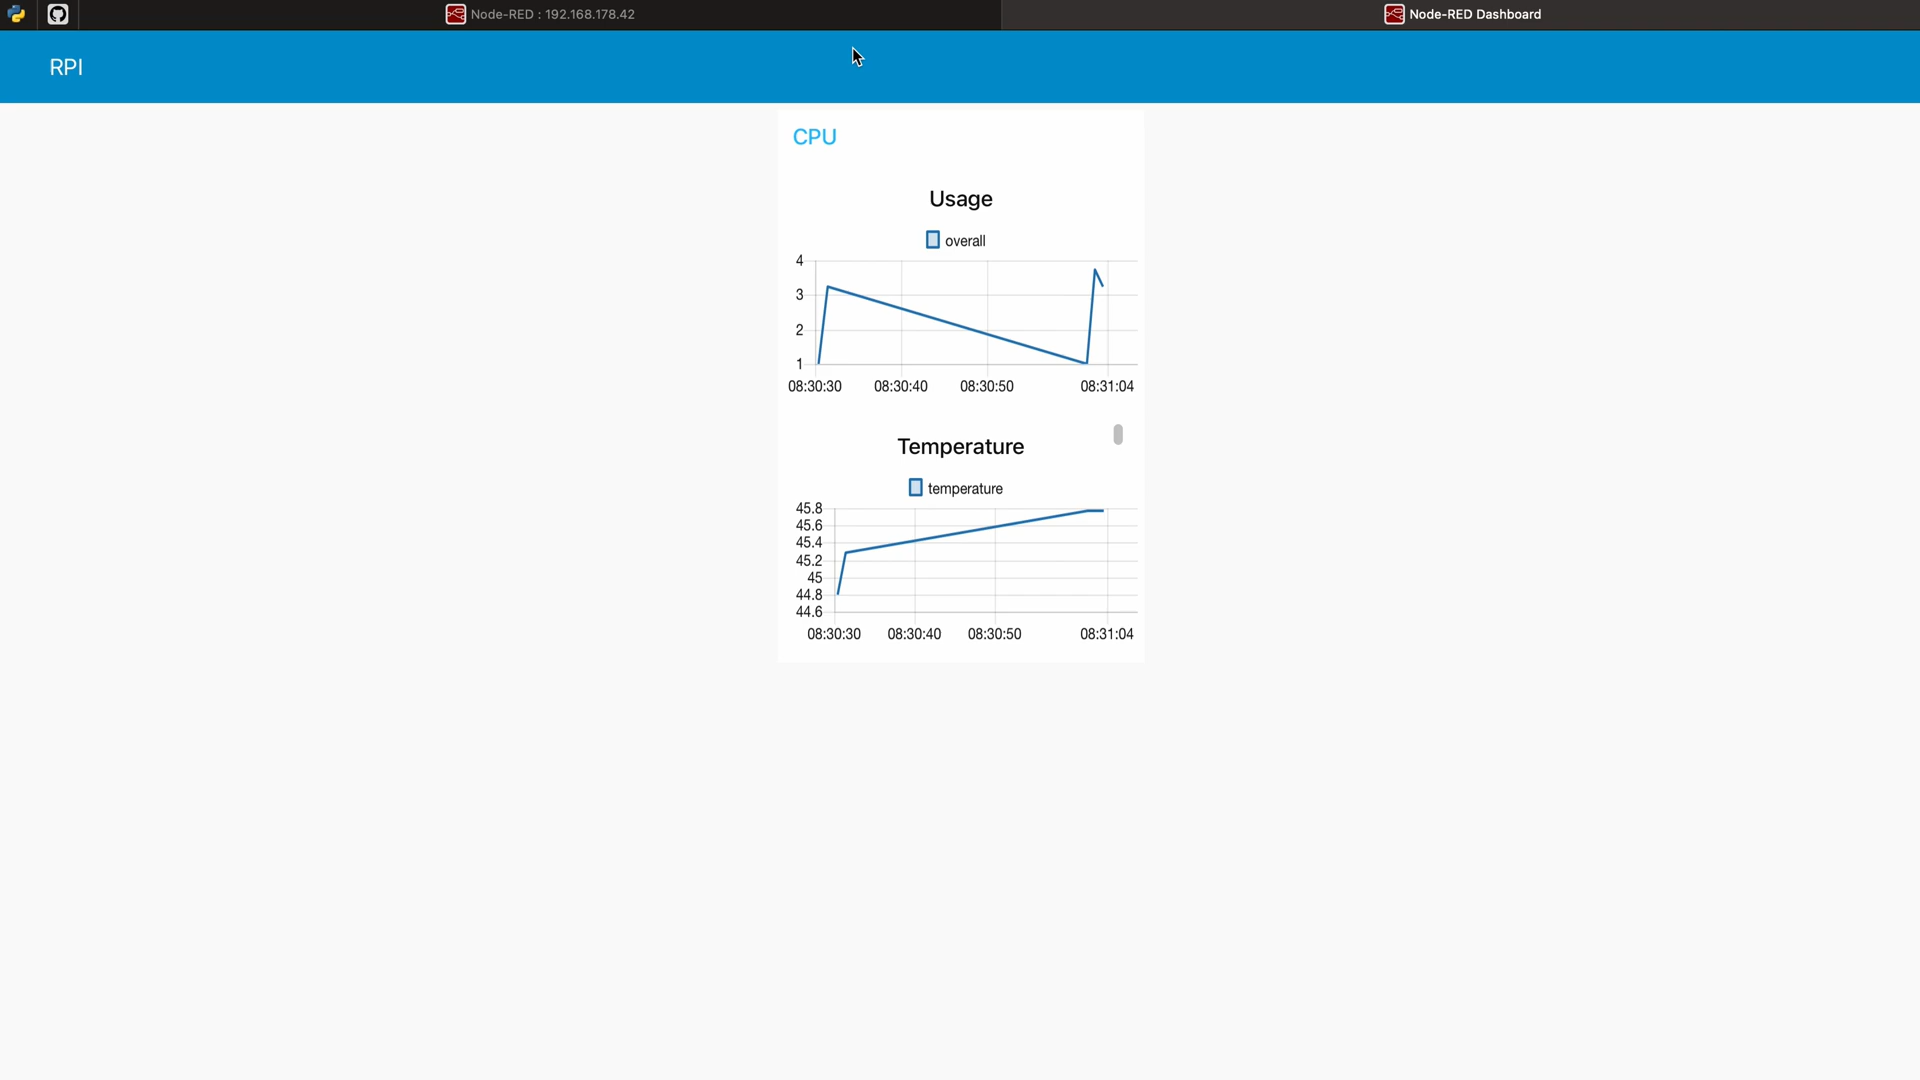 Node-RED : 192.168.178.42
Node-RED Dashboard
RPI
CPU
Usage
overall
4
3
2
1
08:30:30 08:30:40 08:30:50 08:31:04
Temperature
temperature
45.8
45.6
45.4
45.2
45
44.8
44.6
08:30:30 08:30:40 08:30:50 08:31:04